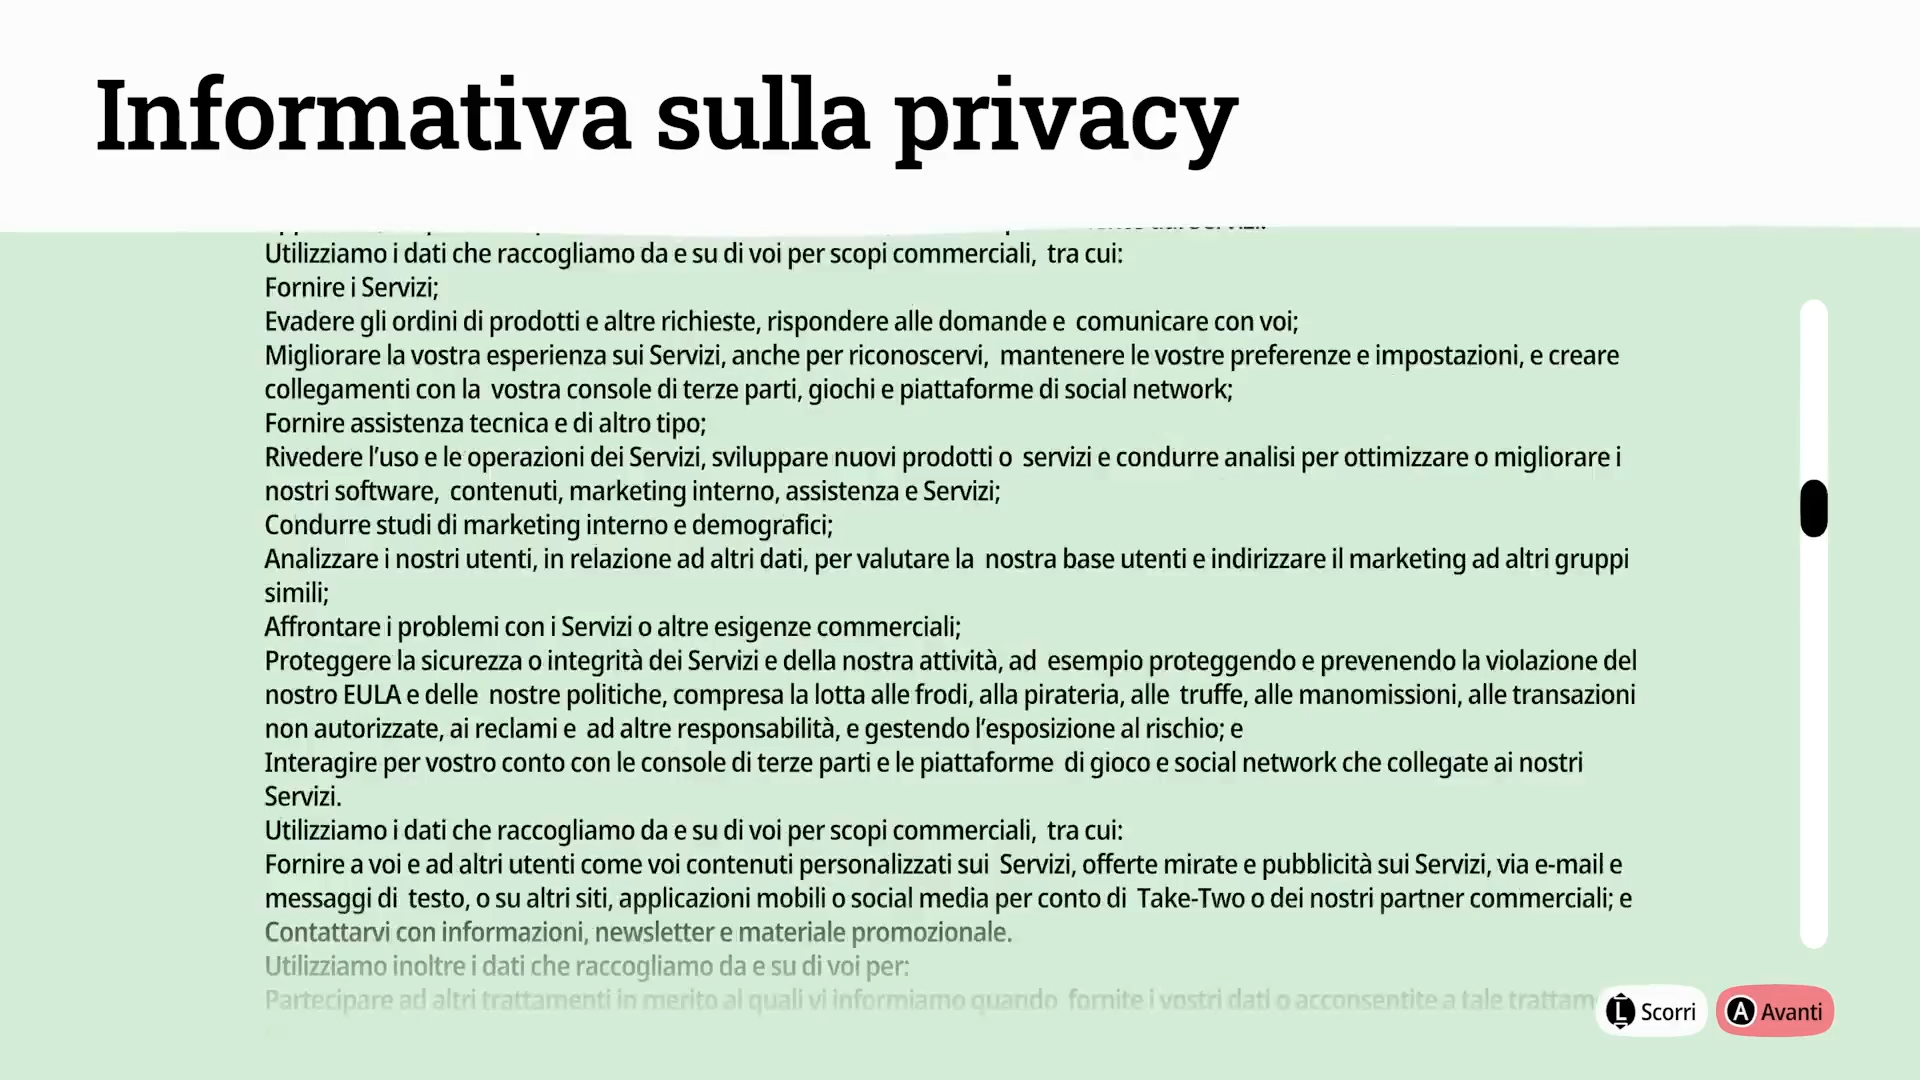 Informativa sulla privacy
Utilizziamo i dati che raccogliamo da e su di voi per scopi commerciali, tra cui:
Fornire i Servizi;
Evadere gli ordini di prodotti e altre richieste, rispondere alle domande e comunicare con voi;
Migliorare la vostra esperienza sui Servizi, anche per riconoscervi, mantenere le vostre preferenze e impostazioni, e creare
collegamenti con la vostra console di terze parti, giochi e piattaforme di social network;
Fornire assistenza tecnica e di altro tipo;
Rivedere l’uso e le operazioni dei Servizi, sviluppare nuovi prodotti o servizi e condurre analisi per ottimizzare o migliorare i
nostri software, contenuti, marketing interno, assistenza e Servizi;
Condurre studi di marketing interno e demografici;
Analizzare i nostri utenti, in relazione ad altri dati, per valutare la nostra base utenti e indirizzare il marketing ad altri gruppi
simili;
Affrontare i problemi con i Servizi o altre esigenze commerciali;
Proteggere la sicurezza o integrità dei Servizi e della nostra attività, ad esempio proteggendo e prevenendo la violazione del
nostro EULA e delle nostre politiche, compresa la lotta alle frodi, alla pirateria, alle truffe, alle manomissioni, alle transazioni
non autorizzate, ai reclami e ad altre responsabilità, e gestendo l’esposizione al rischio; e
Interagire per vostro conto con le console di terze parti e le piattaforme di gioco e social network che collegate ai nostri
Servizi.
Utilizziamo i dati che raccogliamo da e su di voi per scopi commerciali, tra cui:
Fornire a voi e ad altri utenti come voi contenuti personalizzati sui Servizi, offerte mirate e pubblicità sui Servizi, via e-mail e
messaggi di testo, o su altri siti, applicazioni mobili o social media per conto di Take-Two o dei nostri partner commerciali; e
Contattarvi con informazioni, newsletter e materiale promozionale.
Utilizziamo inoltre i dati che raccogliamo da e su di voi per:
Partecipare ad altri trattamenti in merito ai quali vi informiamo quando fornite i vostri dati o acconsentite a tale
L Scorri
A Avanti